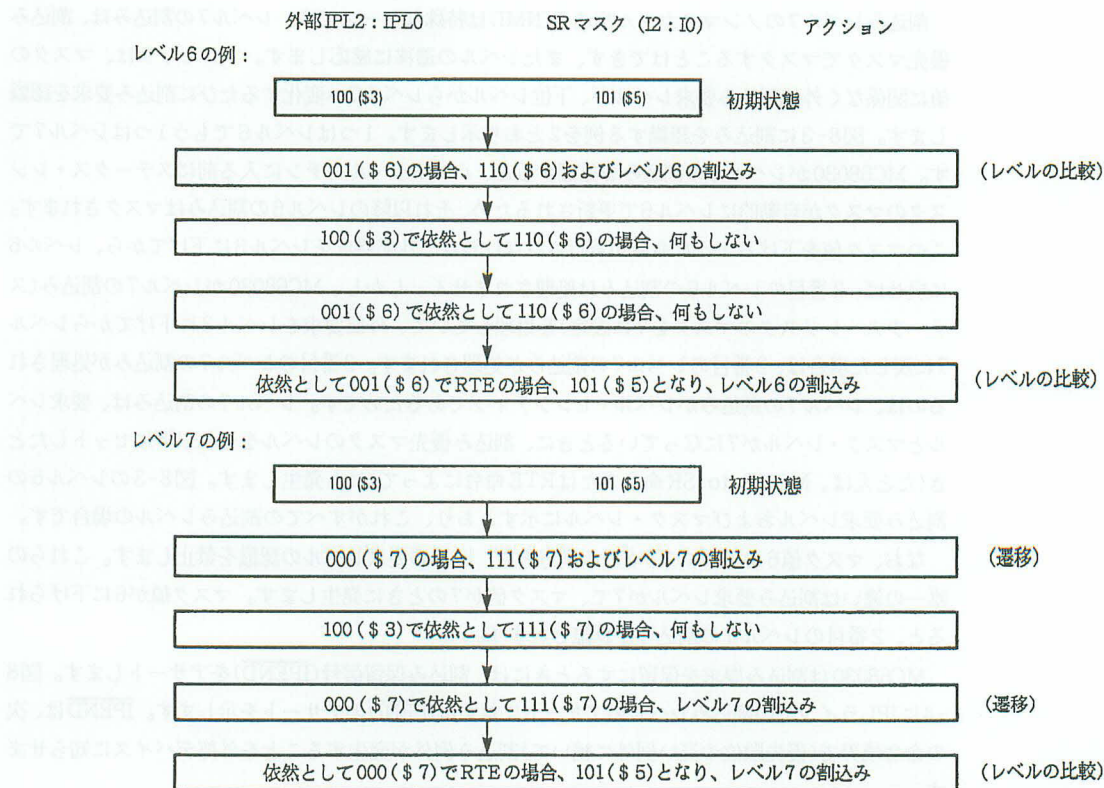 外部IPL2：IPL0　SRマスク（I2：I0）　アクション
レベル6の例：
100 ($3)　101 ($5)　初期状態
001($6)の場合、110($6)およびレベル6の割込み　(レベルの比較)
100($3)で依然として110($6)の場合、何もしない
001($6)で依然として110($6)の場合、何もしない
依然として001($6)でRTEの場合、101($5)となり、レベル6の割込み　(レベルの比較)
レベル7の例：
100 ($3)　101 ($5)　初期状態
000($7)の場合、111($7)およびレベル7の割込み　(遷移)
100($3)で依然として111($7)の場合、何もしない
000($7)で依然として111($7)の場合、レベル7の割込み　(遷移)
依然として000($7)でRTEの場合、101($5)となり、レベル7の割込み　(レベルの比較)